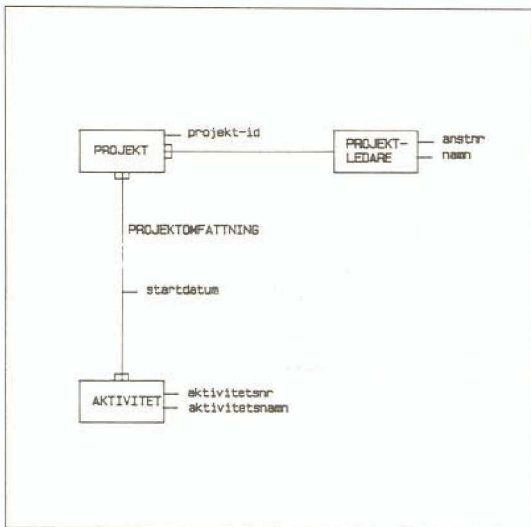 projekt-id
PROJEKT
PROJEKT-
LEDARE
anstnr
namn
PROJEKTOMFATTNING
startdatum
AKTIVITET
aktivitetsnr
aktivitetsnamn